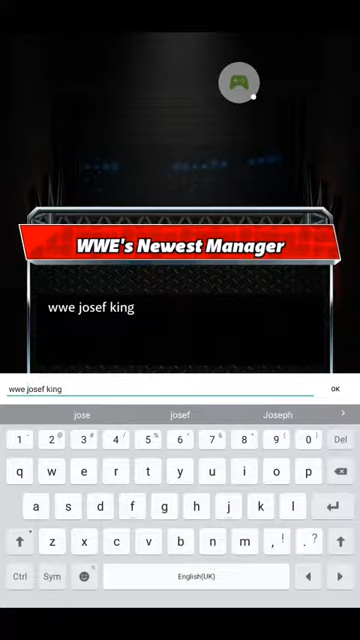 WWE's Newest Manager
wwe josef king
wwe josef king
OK
jose josef Joseph
1 2 @ 3 # 4 / 5 % 6 7 & 8 * 9 ( 0 ) Del
q w e r t y u i o p
a s d f g h j k l
z x c v b n m , ! . ?
Ctrl Sym English(UK)